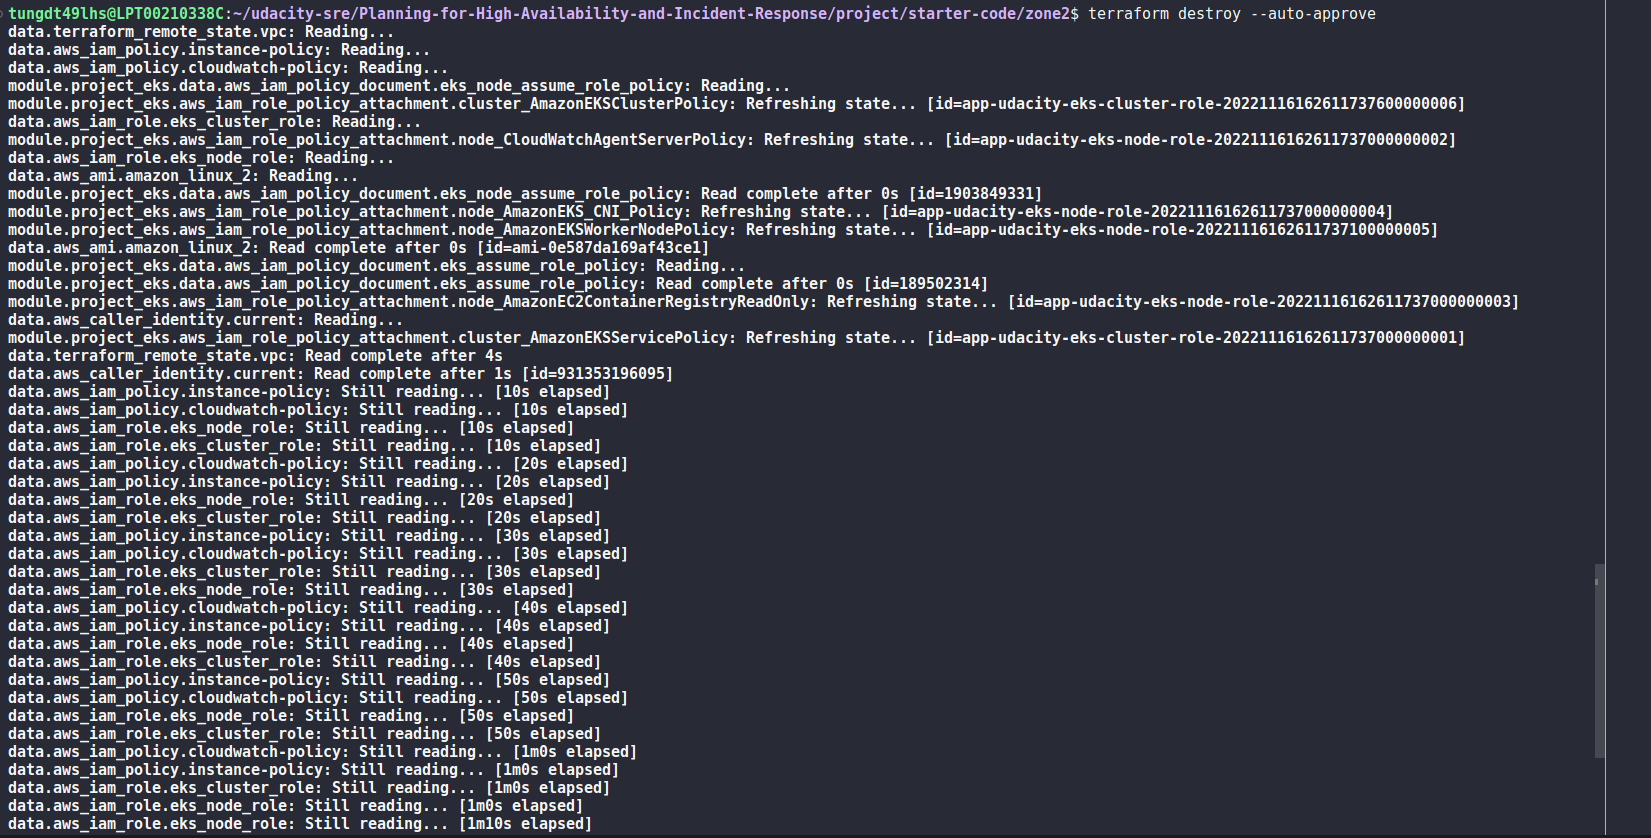 tungdt49lhs@LPT00210338C:~/udacity-sre/Planning-for-High-Availability-and-Incident-Response/project/starter-code/zone2$ terraform destroy --auto-approve
data.terraform_remote_state.vpc: Reading...
data.aws_iam_policy.instance-policy: Reading...
data.aws_iam_policy.cloudwatch-policy: Reading...
module.project_eks.data.aws_iam_policy_document.eks_node_assume_role_policy: Reading...
module.project_eks.aws_iam_role_policy_attachment.cluster_AmazonEKSClusterPolicy: Refreshing state... [id=app-udacity-eks-cluster-role-20221116162611737600000006]
data.aws_iam_role.eks_cluster_role: Reading...
module.project_eks.aws_iam_role_policy_attachment.node_CloudWatchAgentServerPolicy: Refreshing state... [id=app-udacity-eks-node-role-20221116162611737000000002]
data.aws_iam_role.eks_node_role: Reading...
data.aws_ami.amazon_linux_2: Reading...
module.project_eks.data.aws_iam_policy_document.eks_node_assume_role_policy: Read complete after 0s [id=1903849331]
module.project_eks.aws_iam_role_policy_attachment.node_AmazonEKS_CNI_Policy: Refreshing state... [id=app-udacity-eks-node-role-20221116162611737000000004]
module.project_eks.aws_iam_role_policy_attachment.node_AmazonEKSWorkerNodePolicy: Refreshing state... [id=app-udacity-eks-node-role-20221116162611737100000005]
data.aws_ami.amazon_linux_2: Read complete after 0s [id=ami-0e587da169af43ce1]
module.project_eks.data.aws_iam_policy_document.eks_assume_role_policy: Reading...
module.project_eks.data.aws_iam_policy_document.eks_assume_role_policy: Read complete after 0s [id=189502314]
module.project_eks.aws_iam_role_policy_attachment.node_AmazonEC2ContainerRegistryReadOnly: Refreshing state... [id=app-udacity-eks-node-role-20221116162611737000000003]
data.aws_caller_identity.current: Reading...
module.project_eks.aws_iam_role_policy_attachment.cluster_AmazonEKSServicePolicy: Refreshing state... [id=app-udacity-eks-cluster-role-20221116162611737000000001]
data.terraform_remote_state.vpc: Read complete after 4s
data.aws_caller_identity.current: Read complete after 1s [id=931353196095]
data.aws_iam_policy.instance-policy: Still reading... [10s elapsed]
data.aws_iam_policy.cloudwatch-policy: Still reading... [10s elapsed]
data.aws_iam_role.eks_node_role: Still reading... [10s elapsed]
data.aws_iam_role.eks_cluster_role: Still reading... [10s elapsed]
data.aws_iam_policy.cloudwatch-policy: Still reading... [20s elapsed]
data.aws_iam_policy.instance-policy: Still reading... [20s elapsed]
data.aws_iam_role.eks_node_role: Still reading... [20s elapsed]
data.aws_iam_role.eks_cluster_role: Still reading... [20s elapsed]
data.aws_iam_policy.instance-policy: Still reading... [30s elapsed]
data.aws_iam_policy.cloudwatch-policy: Still reading... [30s elapsed]
data.aws_iam_role.eks_cluster_role: Still reading... [30s elapsed]
data.aws_iam_role.eks_node_role: Still reading... [30s elapsed]
data.aws_iam_policy.cloudwatch-policy: Still reading... [40s elapsed]
data.aws_iam_policy.instance-policy: Still reading... [40s elapsed]
data.aws_iam_role.eks_node_role: Still reading... [40s elapsed]
data.aws_iam_role.eks_cluster_role: Still reading... [40s elapsed]
data.aws_iam_policy.instance-policy: Still reading... [50s elapsed]
data.aws_iam_policy.cloudwatch-policy: Still reading... [50s elapsed]
data.aws_iam_role.eks_node_role: Still reading... [50s elapsed]
data.aws_iam_role.eks_cluster_role: Still reading... [50s elapsed]
data.aws_iam_policy.cloudwatch-policy: Still reading... [1m0s elapsed]
data.aws_iam_policy.instance-policy: Still reading... [1m0s elapsed]
data.aws_iam_role.eks_cluster_role: Still reading... [1m0s elapsed]
data.aws_iam_role.eks_node_role: Still reading... [1m0s elapsed]
data.aws_iam_role.eks_node_role: Still reading... [1m10s elapsed]